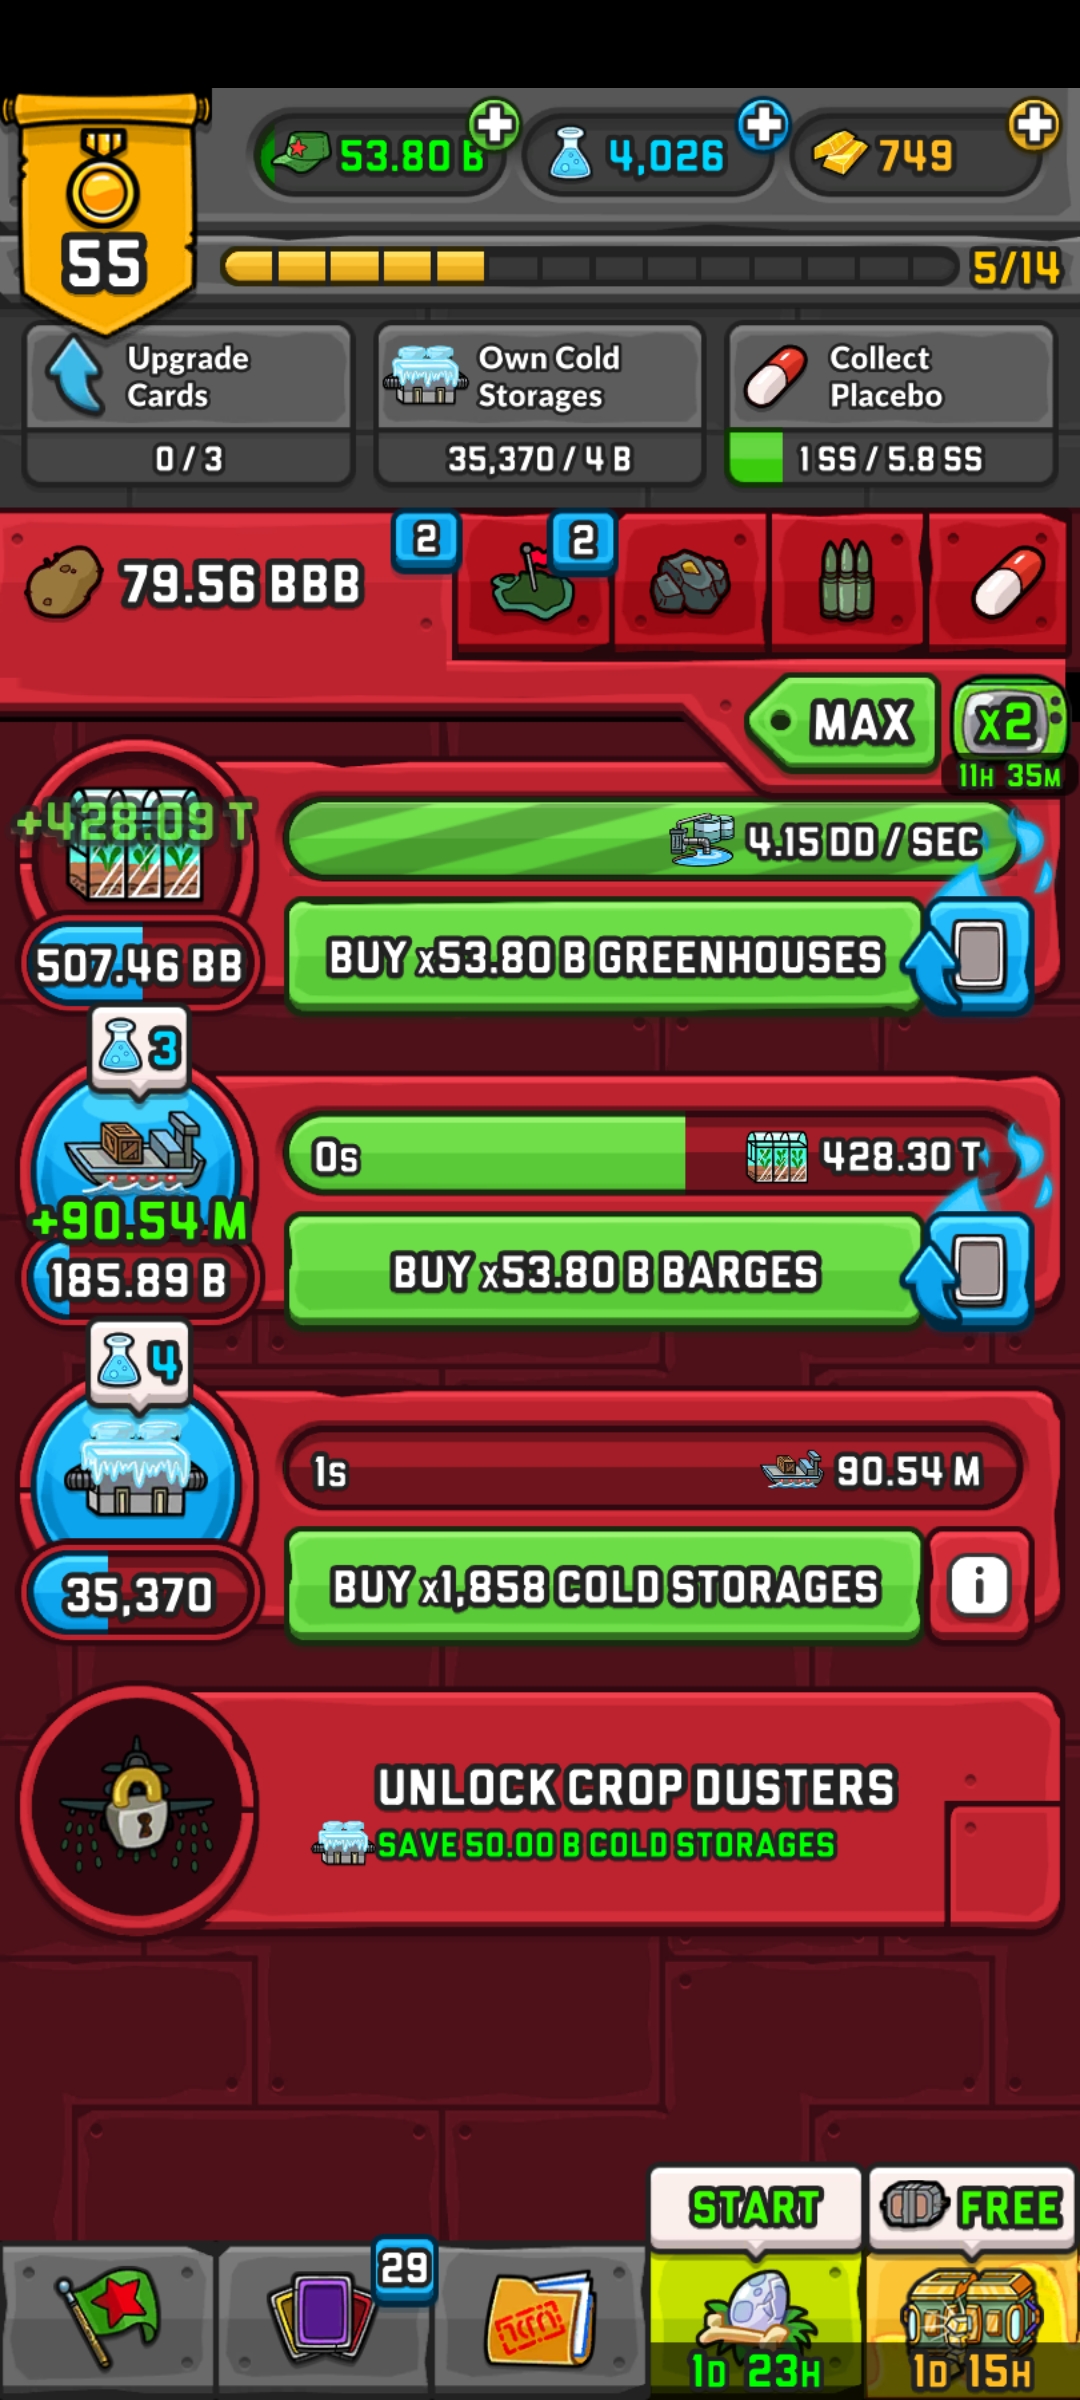 55
53.80 B
4,026
749
5/14
Upgrade
Cards
0 / 3
Own Cold
Storages
35,370 / 4 B
Collect
Placebo
1 SS / 5.8 SS
79.56 BBB
2
2
MAX
x2
11H 35M
+428.09 T
4.15 DD / SEC
507.46 BB
BUY x53.80 B GREENHOUSES
3
+90.54 M
0s
428.30 T
185.89 B
BUY x53.80 B BARGES
4
1s
90.54 M
35,370
BUY x1,858 COLD STORAGES
i
UNLOCK CROP DUSTERS
SAVE 50.00 B COLD STORAGES
START
FREE
29
1D 23H
1D 15H